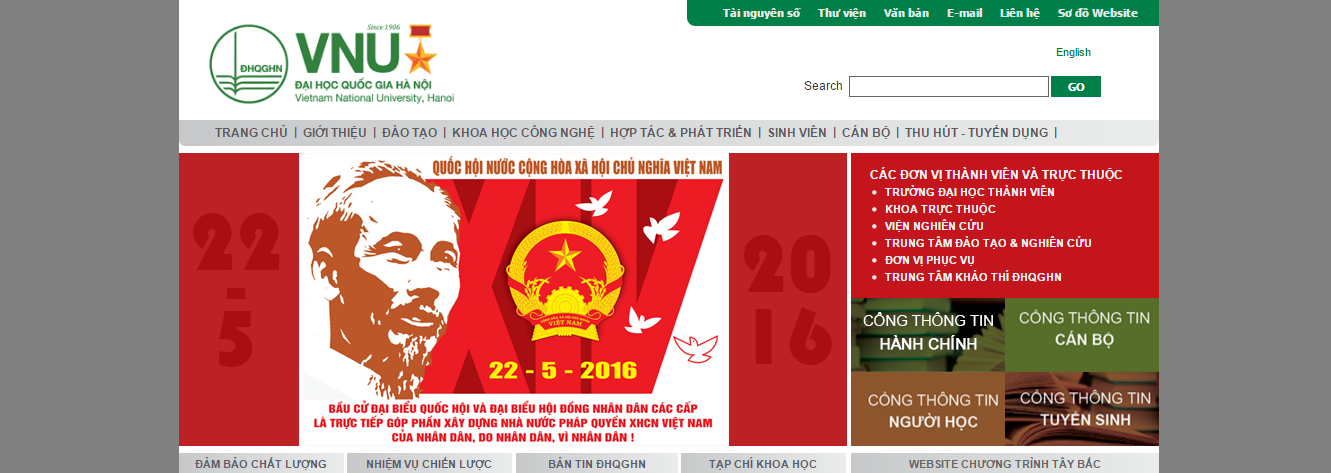 Tài nguyên số Thư viện Văn bản E-mail Liên hệ Sơ đồ Website
Since 1906
VNU
ĐHQGHN
ĐẠI HỌC QUỐC GIA HÀ NỘI
Vietnam National University, Hanoi
English
Search GO
TRANG CHỦ | GIỚI THIỆU | ĐÀO TẠO | KHOA HỌC CÔNG NGHỆ | HỢP TÁC & PHÁT TRIỂN | SINH VIÊN | CÁN BỘ | THU HÚT - TUYỂN DỤNG |
22
-
5
QUỐC HỘI NƯỚC CỘNG HÒA XÃ HỘI CHỦ NGHĨA VIỆT NAM
XIV
VIỆT NAM
22 - 5 - 2016
BẦU CỬ ĐẠI BIỂU QUỐC HỘI VÀ ĐẠI BIỂU HỘI ĐỒNG NHÂN DÂN CÁC CẤP
LÀ TRỰC TIẾP GÓP PHẦN XÂY DỰNG NHÀ NƯỚC PHÁP QUYỀN XHCN VIỆT NAM
CỦA NHÂN DÂN, DO NHÂN DÂN, VÌ NHÂN DÂN !
20
16
CÁC ĐƠN VỊ THÀNH VIÊN VÀ TRỰC THUỘC
TRƯỜNG ĐẠI HỌC THÀNH VIÊN
KHOA TRỰC THUỘC
VIỆN NGHIÊN CỨU
TRUNG TÂM ĐÀO TẠO & NGHIÊN CỨU
ĐƠN VỊ PHỤC VỤ
TRUNG TÂM KHẢO THÍ ĐHQGHN
CỔNG THÔNG TIN
HÀNH CHÍNH
CỔNG THÔNG TIN
CÁN BỘ
CỔNG THÔNG TIN
NGƯỜI HỌC
CỔNG THÔNG TIN
TUYỂN SINH
ĐẢM BẢO CHẤT LƯỢNG NHIỆM VỤ CHIẾN LƯỢC BẢN TIN ĐHQGHN TẠP CHÍ KHOA HỌC WEBSITE CHƯƠNG TRÌNH TÂY BẮC